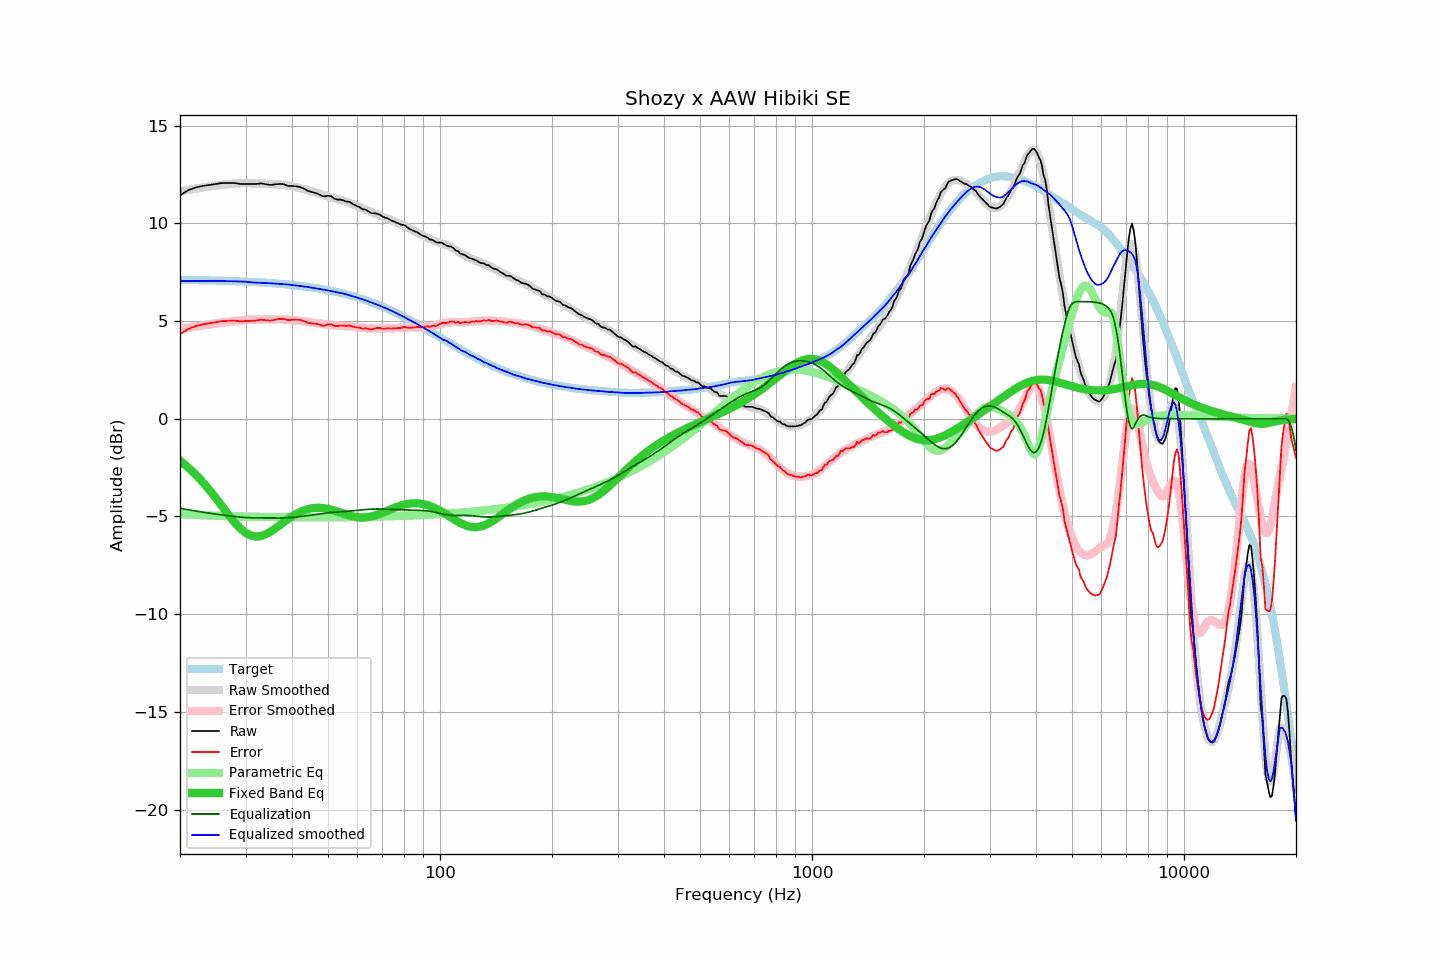 Shozy x AAW Hibiki SE
15
10
5
0
−5
−10
−15
−20
Amplitude (dBr)
Target
Raw Smoothed
Error Smoothed
Raw
Error
Parametric Eq
Fixed Band Eq
Equalization
Equalized smoothed
100
1000
10000
Frequency (Hz)